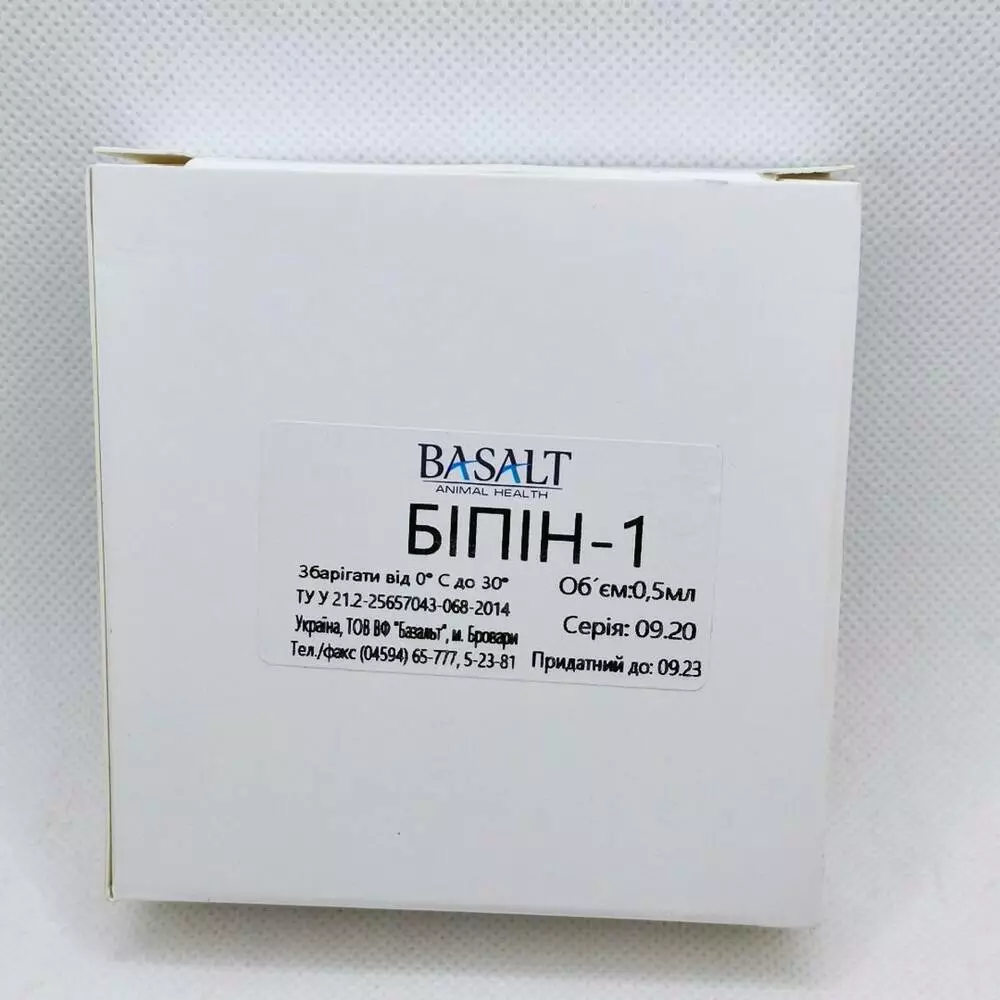 BASALT
ANIMAL HEALTH
БІПІН-1
Збарігати від 0° С до 30°
Об´єм:0,5мл
ТУ У 21.2-25657043-068-2014
Серія: 09.20
Україна, ТОВ ВФ "Базальт", м. Бровари
Тел./факс (04594) 65-777, 5-23-81
Придатний до: 09.23